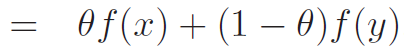 = θf(x) + (1 − θ)f(y)